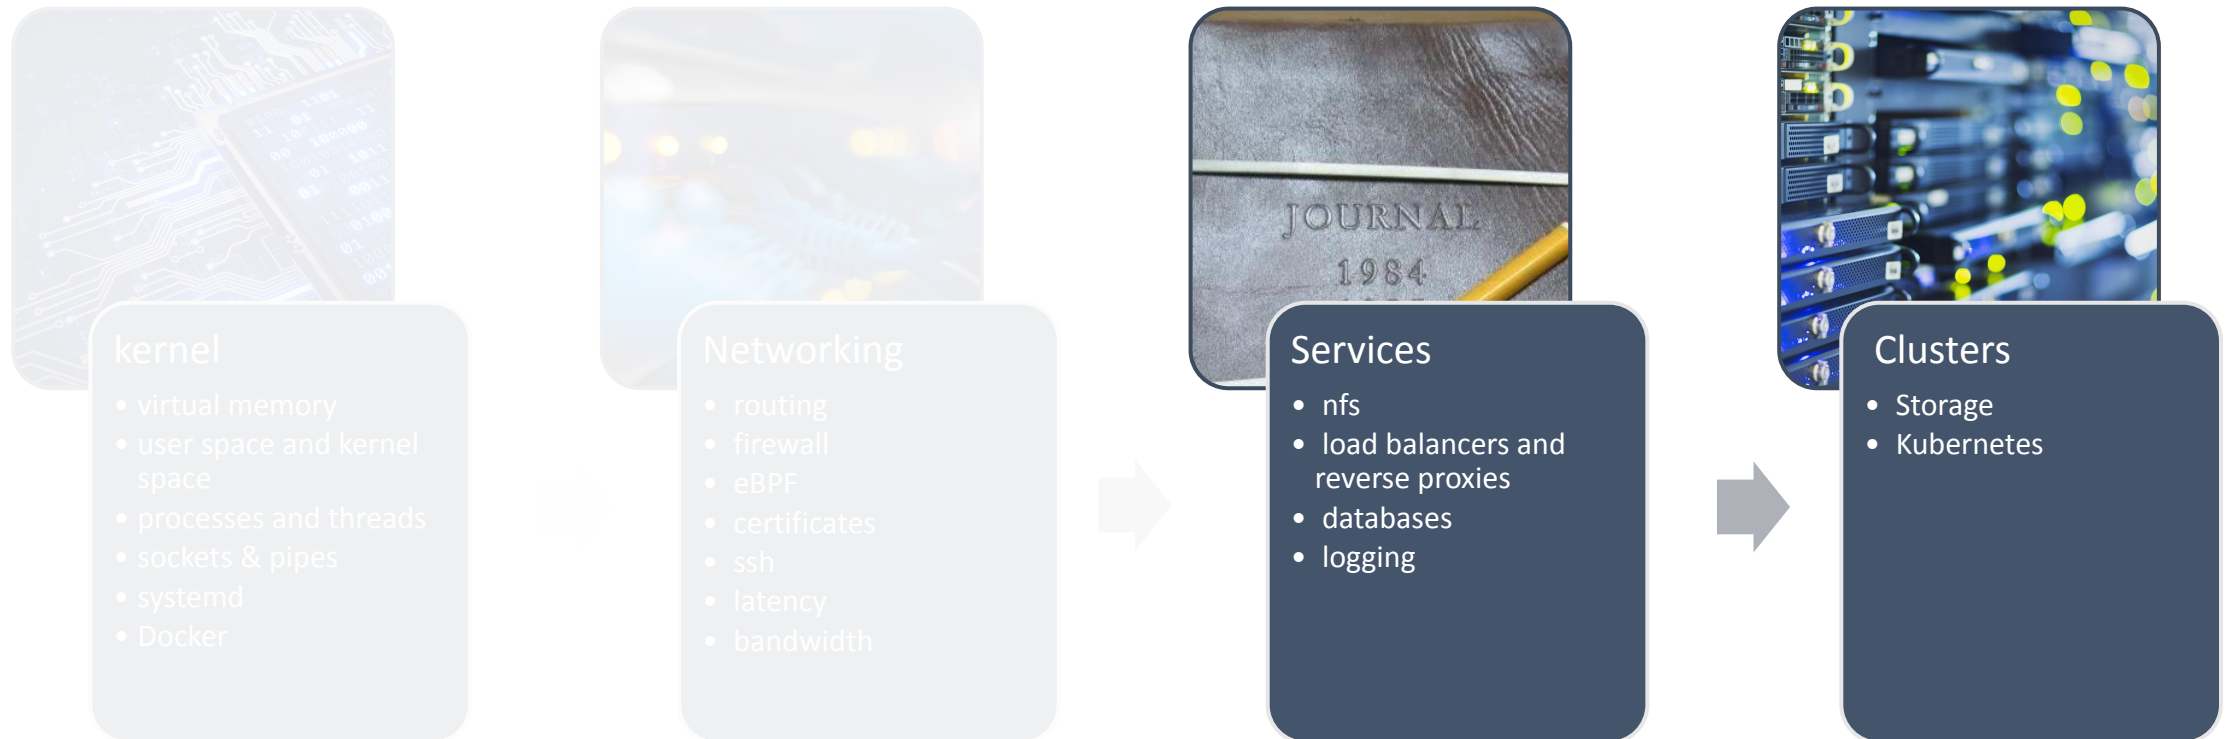 kernel
• virtual memory
• user space and kernel
space
• processes and threads
• sockets & pipes
• systemd
• Docker
Networking
• routing
• firewall
• eBPF
• certificates
• ssh
• latency
• bandwidth
JOURNAL
1984
Services
• nfs
• load balancers and
reverse proxies
• databases
• logging
Clusters
• Storage
• Kubernetes